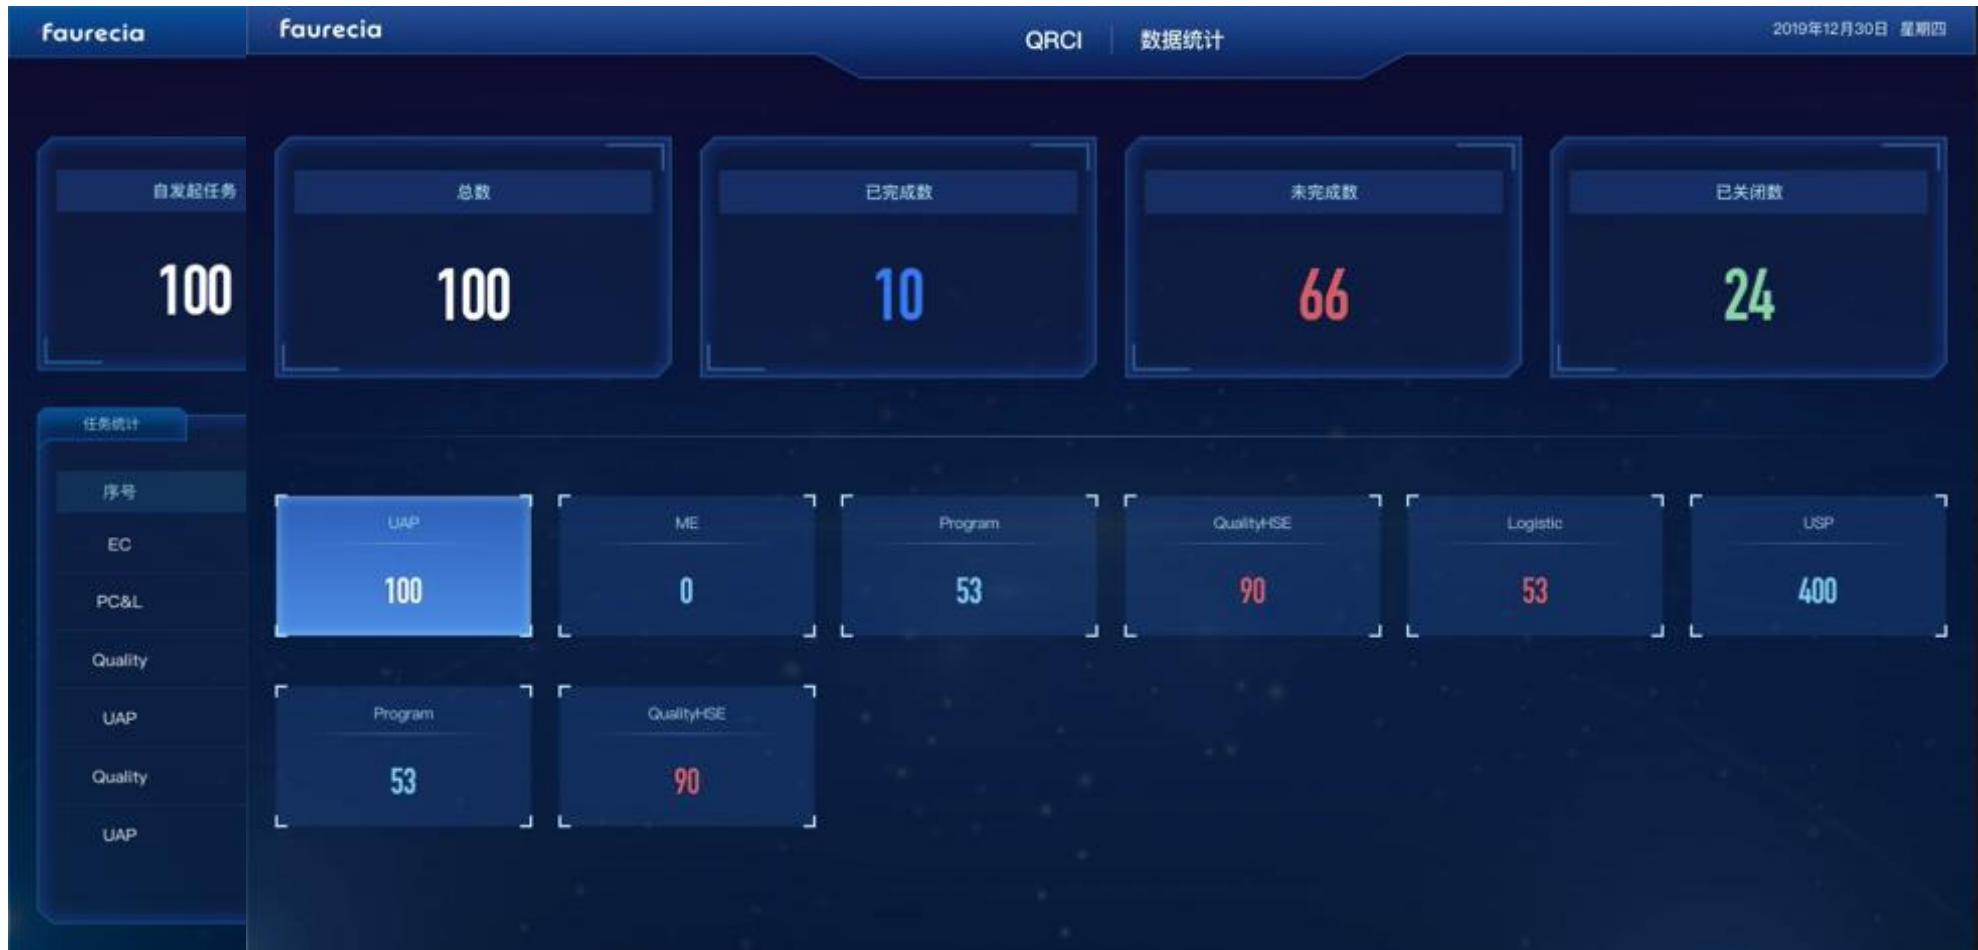 faurecia
自发起任务
100
任务统计
序号
EC
PC&L
Quality
UAP
Quality
UAP
faurecia
QRCI
数据统计
2019年12月30日 星期四
总数
100
已完成数
10
未完成数
66
已关闭数
24
UAP
100
ME
0
Program
53
QualityHSE
90
Logistic
53
USP
400
Program
53
QualityHSE
90